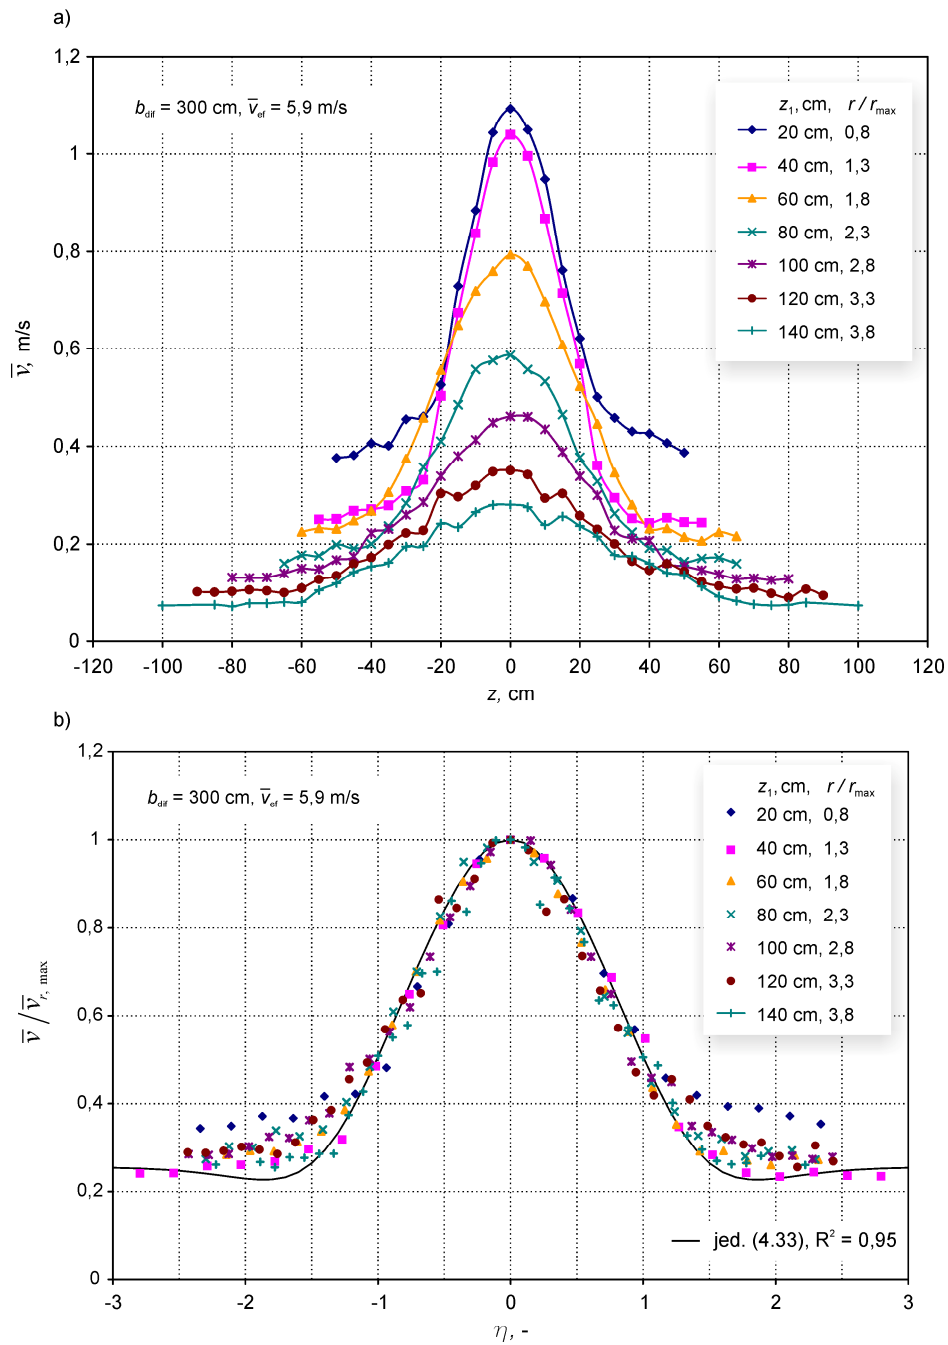 a)
1,2
1
0,8
0,6
0,4
0,2
0
v̅, m/s
b_dif = 300 cm, v̅_ef = 5,9 m/s
z₁, cm, r / r_max
20 cm, 0,8
40 cm, 1,3
60 cm, 1,8
80 cm, 2,3
100 cm, 2,8
120 cm, 3,3
140 cm, 3,8
-120 -100 -80 -60 -40 -20 0 20 40 60 80 100 120
z, cm
b)
1,2
1
0,8
0,6
0,4
0,2
0
v̅ / v̅_r, max
b_dif = 300 cm, v̅_ef = 5,9 m/s
z₁, cm, r / r_max
20 cm, 0,8
40 cm, 1,3
60 cm, 1,8
80 cm, 2,3
100 cm, 2,8
120 cm, 3,3
140 cm, 3,8
jed. (4.33), R² = 0,95
-3 -2 -1 0 1 2 3
η, -